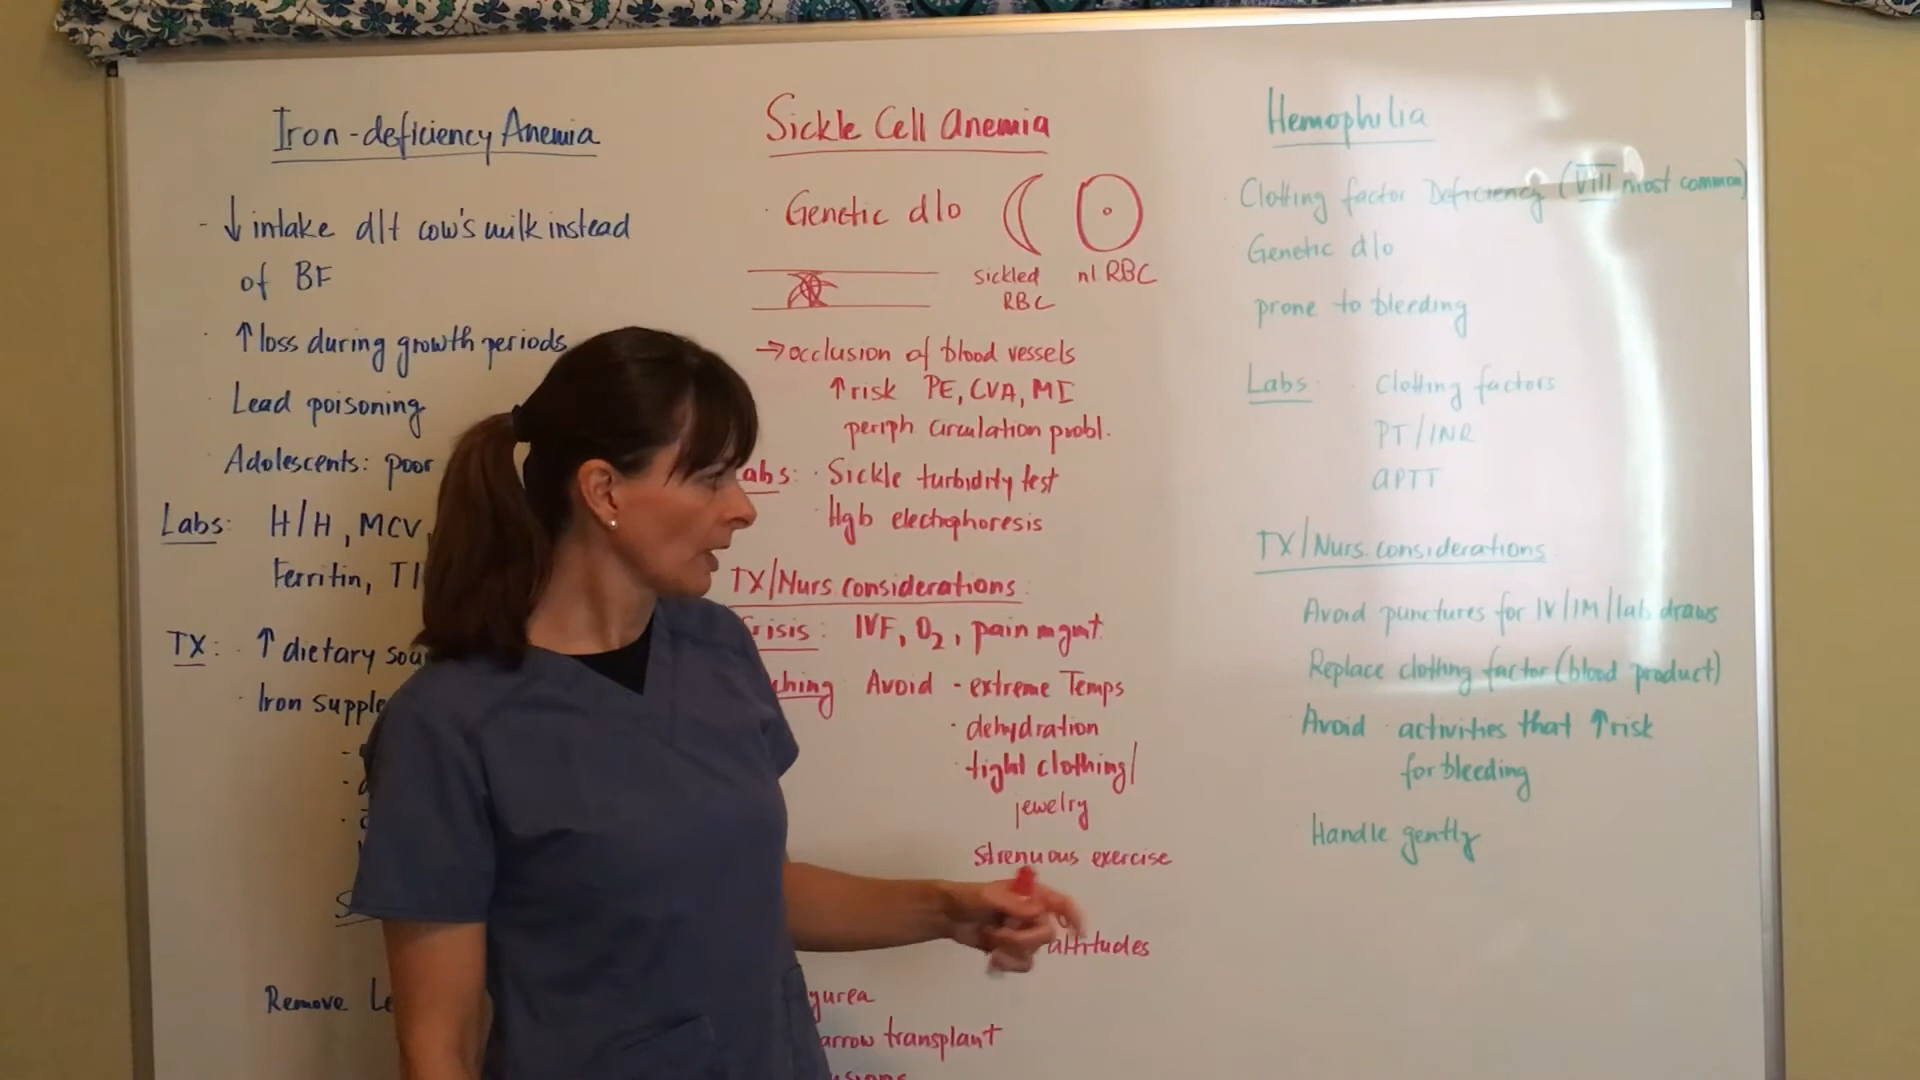 Iron-deficiency Anemia
- ↓ intake d/t cow's milk instead
of BF
· ↑ loss during growth periods
Lead poisoning
Adolescents: poor
Labs: H/H, MCV,
Ferritin, TI
TX: · ↑ dietary sou
· Iron supple
Remove Le
Sickle Cell Anemia
· Genetic d/o
sickled
RBC
nl RBC
→ occlusion of blood vessels
↑ risk PE, CVA, MI
periph circulation probl.
abs: · Sickle turbidity test
· Hgb electrophoresis
TX/Nurs considerations:
risis: IVF, O2, pain mgmt
ching Avoid - extreme Temps
· dehydration
· tight clothing/
jewelry
strenuous exercise
altitudes
yurea
arrow transplant
usions
Hemophilia
· Clotting factor Deficiency (VIII most common)
Genetic d/o
prone to bleeding
Labs: · Clotting factors
PT/INR
aPTT
TX/Nurs. considerations
Avoid punctures for IV/IM/lab draws
Replace clothing factor (blood product)
· Avoid · activities that ↑ risk
for bleeding
· Handle gently